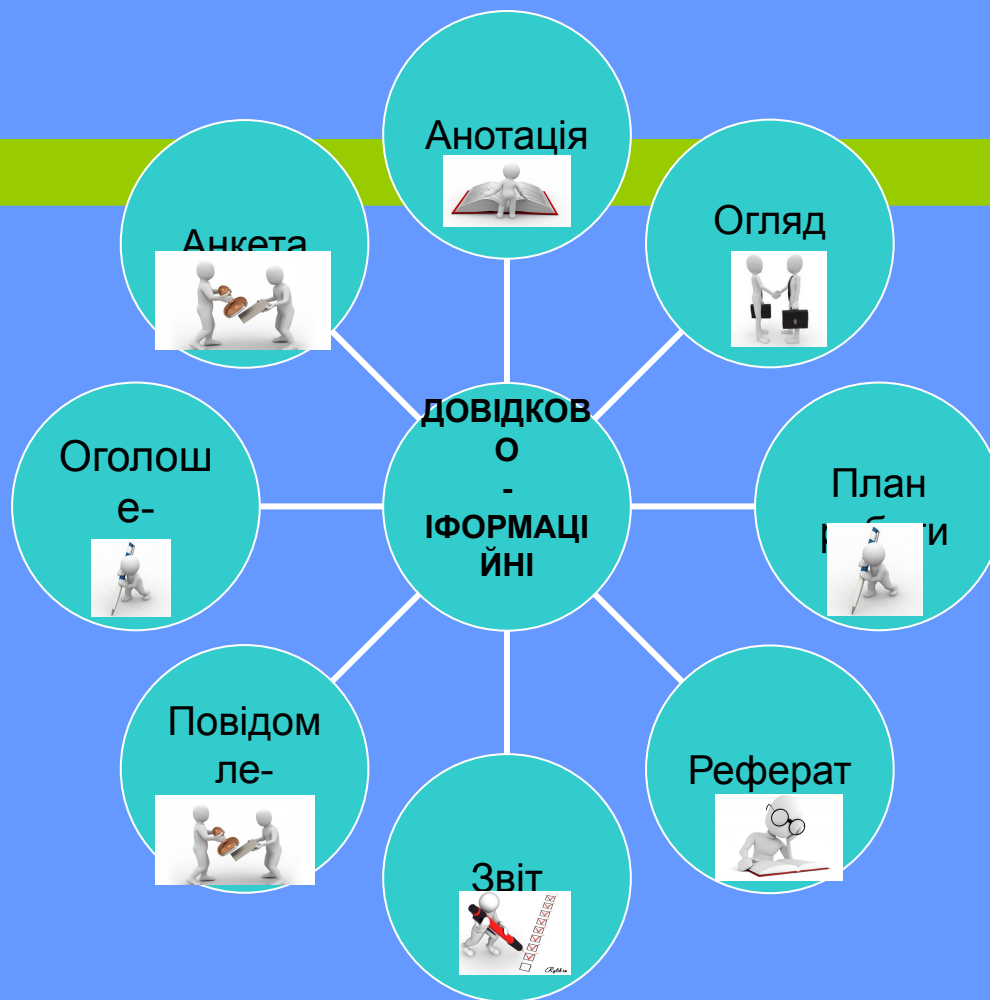 Анотація
Огляд
План
Реферат
Звіт
Повідом
ле-
Оголош
е-
Анкета
ДОВІДКОВ
О
-
ІФОРМАЦІ
ЙНІ